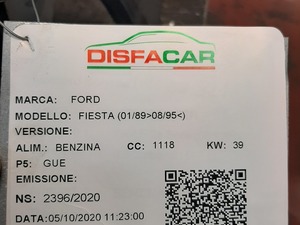 DISFACAR
MARCA: FORD
MODELLO: FIESTA (01/89>08/95<)
VERSIONE:
ALIM.: BENZINA CC: 1118 KW: 39
P5: GUE
EMISSIONE:
NS: 2396/2020
DATA:05/10/2020 11:23:00